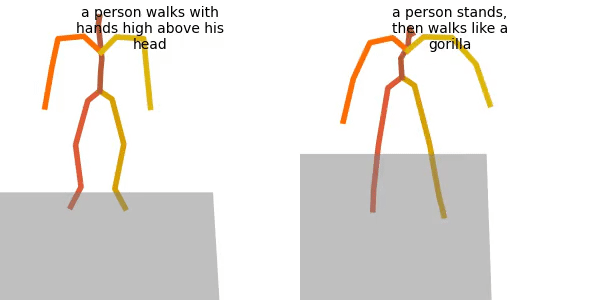 a person walks with
hands high above his
head
a person stands,
then walks like a
gorilla